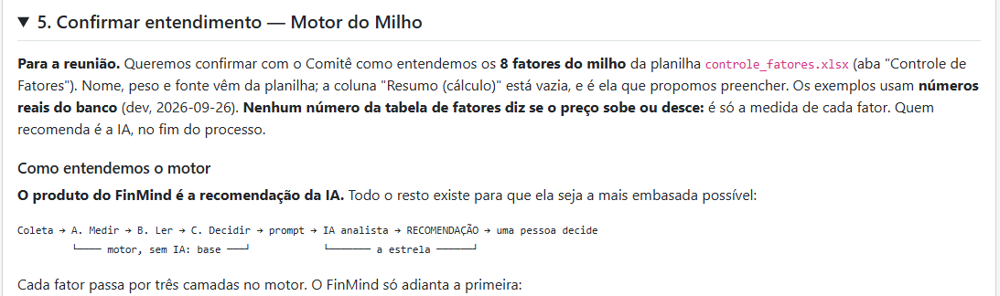 ▼ 5. Confirmar entendimento — Motor do Milho
Para a reunião. Queremos confirmar com o Comitê como entendemos os 8 fatores do milho da planilha controle_fatores.xlsx (aba "Controle de
Fatores"). Nome, peso e fonte vêm da planilha; a coluna "Resumo (cálculo)" está vazia, e é ela que propomos preencher. Os exemplos usam números
reais do banco (dev, 2026-09-26). Nenhum número da tabela de fatores diz se o preço sobe ou desce: é só a medida de cada fator. Quem
recomenda é a IA, no fim do processo.
Como entendemos o motor
O produto do FinMind é a recomendação da IA. Todo o resto existe para que ela seja a mais embasada possível:
Coleta → A. Medir → B. Ler → C. Decidir → prompt → IA analista → RECOMENDAÇÃO → uma pessoa decide
└─── motor, sem IA: base ───┘ └────── a estrela ──────┘
Cada fator passa por três camadas no motor. O FinMind só adianta a primeira: